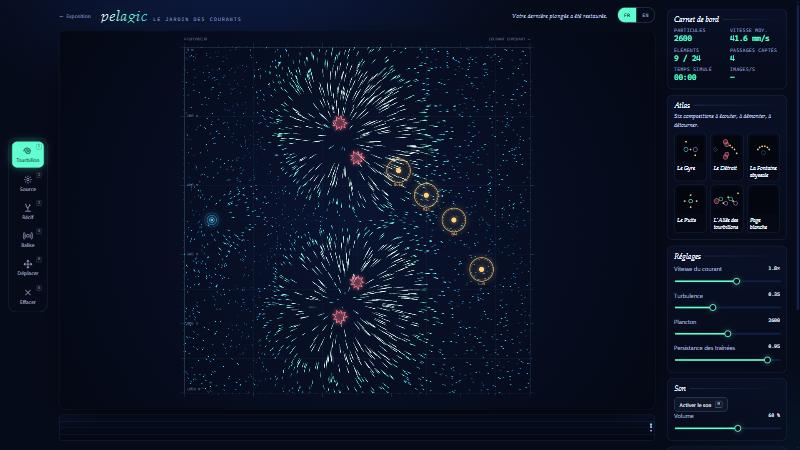 ← Exposition
pelagic
LE JARDIN DES COURANTS
Votre dernière plongée a été restaurée.
FR
EN
Tourbillon
Source
Récif
Balise
Déplacer
Effacer
Carnet de bord
PARTICULES
2600
VITESSE MOY.
41.6 mm/s
ÉLÉMENTS
9 / 24
PASSAGES CAPTÉS
4
TEMPS SIMULÉ
00:00
IMAGES/S
—
Atlas
Six compositions à écouter, à démonter, à
détourner.
Le Gyre
Le Détroit
La Fontaine
abyssale
Le Puits
L'Allée des
tourbillons
Page
blanche
Réglages
Vitesse du courant
1.8×
Turbulence
0.35
Plancton
2600
Persistance des traînées
0.95
Son
Activer le son
M
Volume
60 %